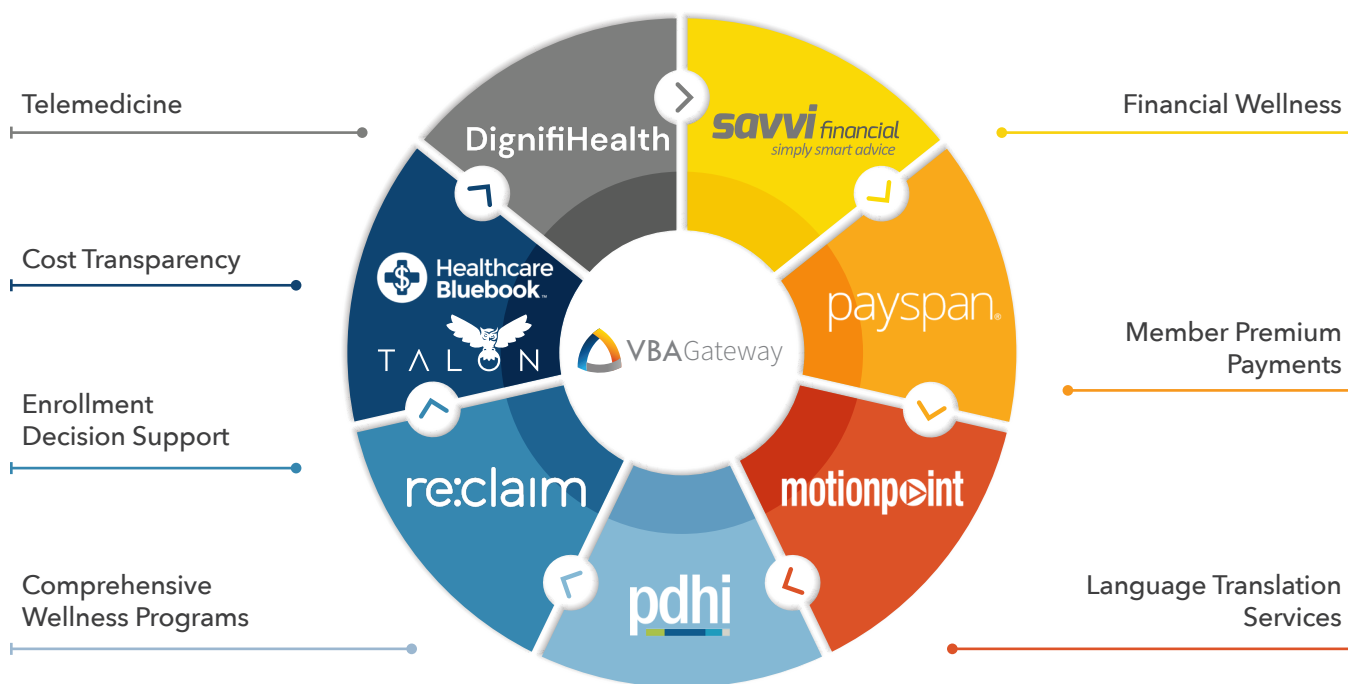 Telemedicine
Cost Transparency
Enrollment
Decision Support
Comprehensive
Wellness Programs
DignifiHealth
savvi financial
simply smart advice
Healthcare
Bluebook™
TALON
VBAGateway
payspan®
re:claim
motionpoint
pdhi
Financial Wellness
Member Premium
Payments
Language Translation
Services